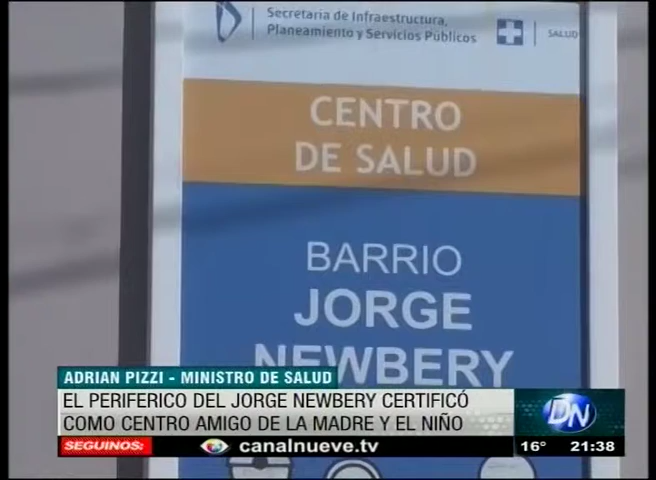 Secretaría de Infraestructura,
Planeamiento y Servicios Públicos
SALUD
CENTRO
DE SALUD
BARRIO
JORGE
NEWBERY
ADRIAN PIZZI - MINISTRO DE SALUD
EL PERIFERICO DEL JORGE NEWBERY CERTIFICÓ
COMO CENTRO AMIGO DE LA MADRE Y EL NIÑO
DN
SEGUINOS:
canalnueve.tv
16°
21:38